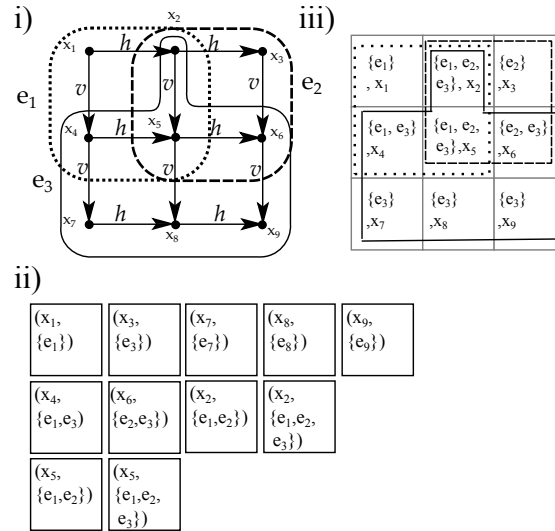 i)
x₂
x₁ h h x₃
e₁ v v v e₂
x₄ h x₅ h x₆
e₃ v v v
x₇ h x₈ h x₉
iii)
{e₁} , x₁
{e₁, e₂, e₃}, x₂
{e₂} , x₃
{e₁, e₃} ,x₄
{e₁, e₂, e₃},x₅
{e₂, e₃} ,x₆
{e₃} ,x₇
{e₃} ,x₈
{e₃} ,x₉
ii)
(x₁, {e₁})
(x₃, {e₃})
(x₇, {e₇})
(x₈, {e₈})
(x₉, {e₉})
(x₄, {e₁,e₃)
(x₆, {e₂,e₃})
(x₂, {e₁,e₂})
(x₂, {e₁,e₂, e₃})
(x₅, {e₁,e₂})
(x₅, {e₁,e₂, e₃})